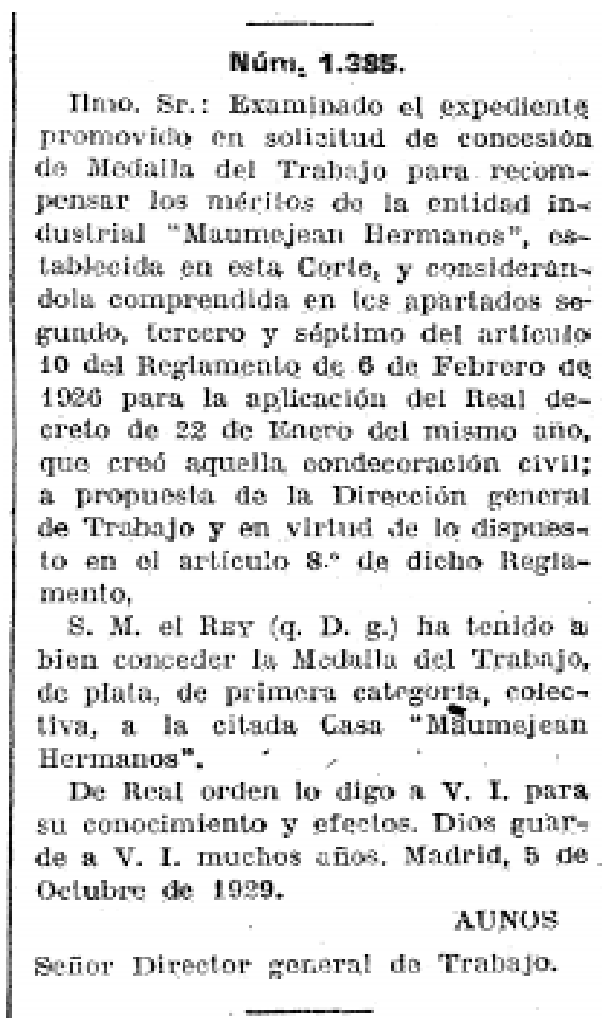 Núm. 1.385.
Ilmo. Sr.: Examinado el expediente
promovido en solicitud de concesión
de Medalla del Trabajo para recom-
pensar los méritos de la entidad in-
dustrial "Maumejean Hermanos", es-
tablecida en esta Corte, y considerán-
dola comprendida en los apartados se-
gundo, tercero y séptimo del artículo
10 del Reglamento de 6 de Febrero de
1926 para la aplicación del Real de-
creto de 22 de Enero del mismo año,
que creó aquella condecoración civil;
a propuesta de la Dirección general
de Trabajo y en virtud de lo dispues-
to en el artículo 8.º de dicho Regla-
mento,
S. M. el REY (q. D. g.) ha tenido a
bien conceder la Medalla del Trabajo,
de plata, de primera categoría, colec-
tiva, a la citada Casa "Maumejean
Hermanos".
De Real orden lo digo a V. I. para
su conocimiento y efectos. Dios guar-
de a V. I. muchos años. Madrid, 5 de
Octubre de 1929.
AUNOS
Señor Director general de Trabajo.